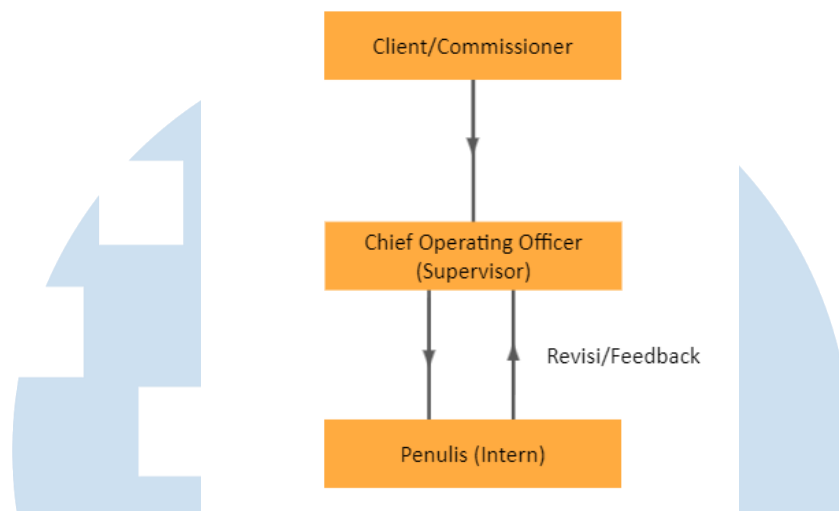 Client/Commissioner
Chief Operating Officer
(Supervisor)
Revisi/Feedback
Penulis (Intern)